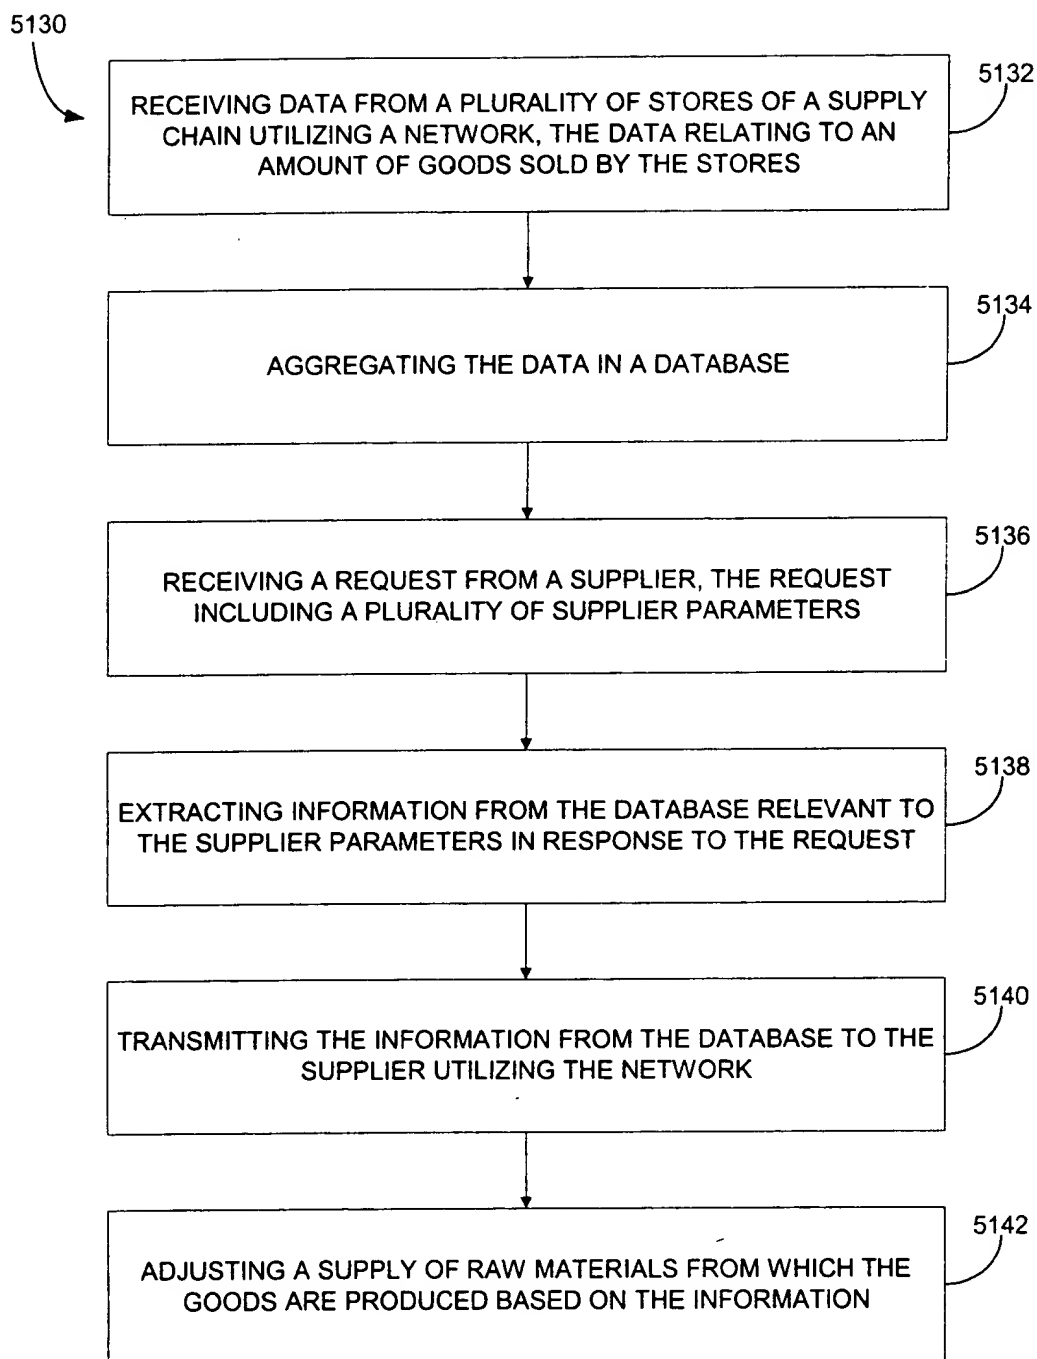 5130
5132
RECEIVING DATA FROM A PLURALITY OF STORES OF A SUPPLY
CHAIN UTILIZING A NETWORK, THE DATA RELATING TO AN
AMOUNT OF GOODS SOLD BY THE STORES
5134
AGGREGATING THE DATA IN A DATABASE
5136
RECEIVING A REQUEST FROM A SUPPLIER, THE REQUEST
INCLUDING A PLURALITY OF SUPPLIER PARAMETERS
5138
EXTRACTING INFORMATION FROM THE DATABASE RELEVANT TO
THE SUPPLIER PARAMETERS IN RESPONSE TO THE REQUEST
5140
TRANSMITTING THE INFORMATION FROM THE DATABASE TO THE
SUPPLIER UTILIZING THE NETWORK
5142
ADJUSTING A SUPPLY OF RAW MATERIALS FROM WHICH THE
GOODS ARE PRODUCED BASED ON THE INFORMATION